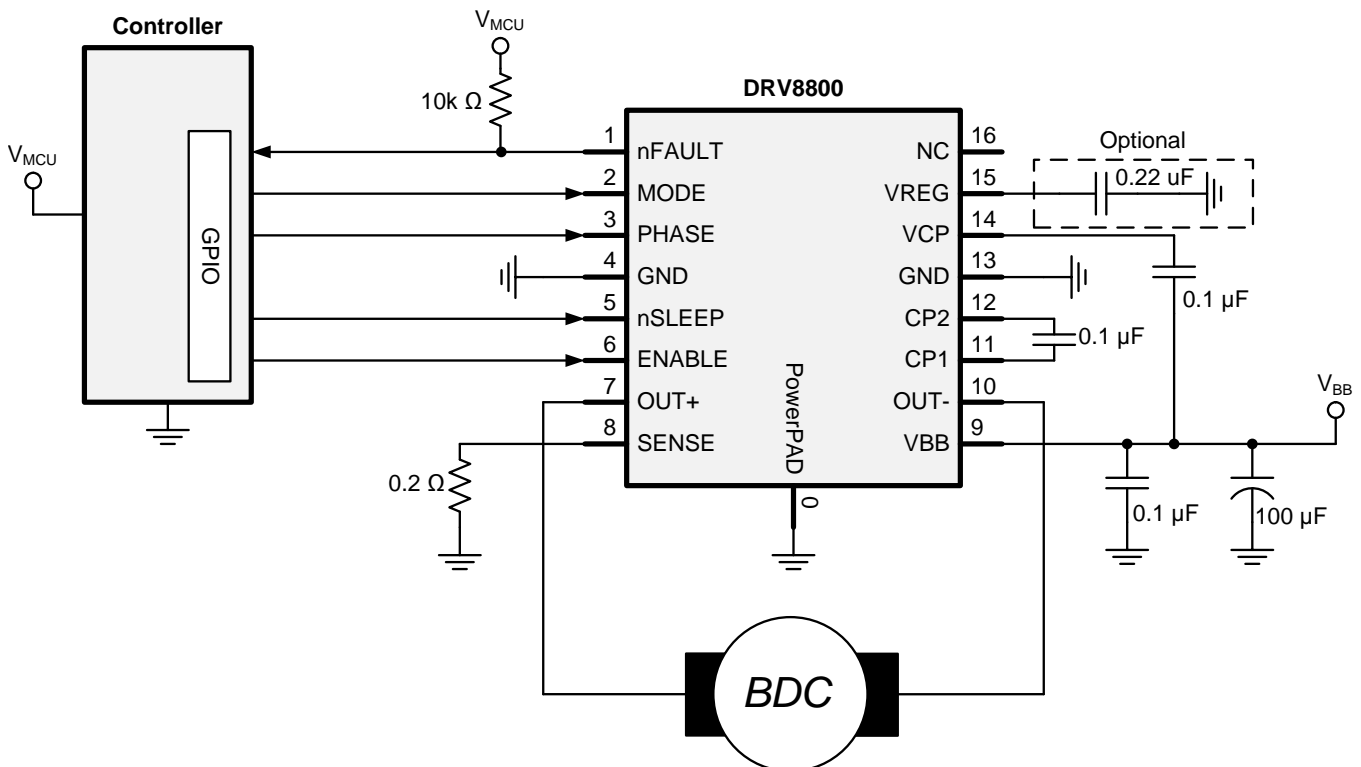 Controller
V_MCU
V_MCU
10k Ω
GPIO
DRV8800
1 nFAULT
2 MODE
3 PHASE
4 GND
5 nSLEEP
6 ENABLE
7 OUT+
8 SENSE
0.2 Ω
PowerPAD
0
NC 16
VREG 15
VCP 14
GND 13
CP2 12
CP1 11
OUT- 10
VBB 9
Optional
0.22 uF
0.1 µF
0.1 µF
V_BB
0.1 µF
100 µF
BDC